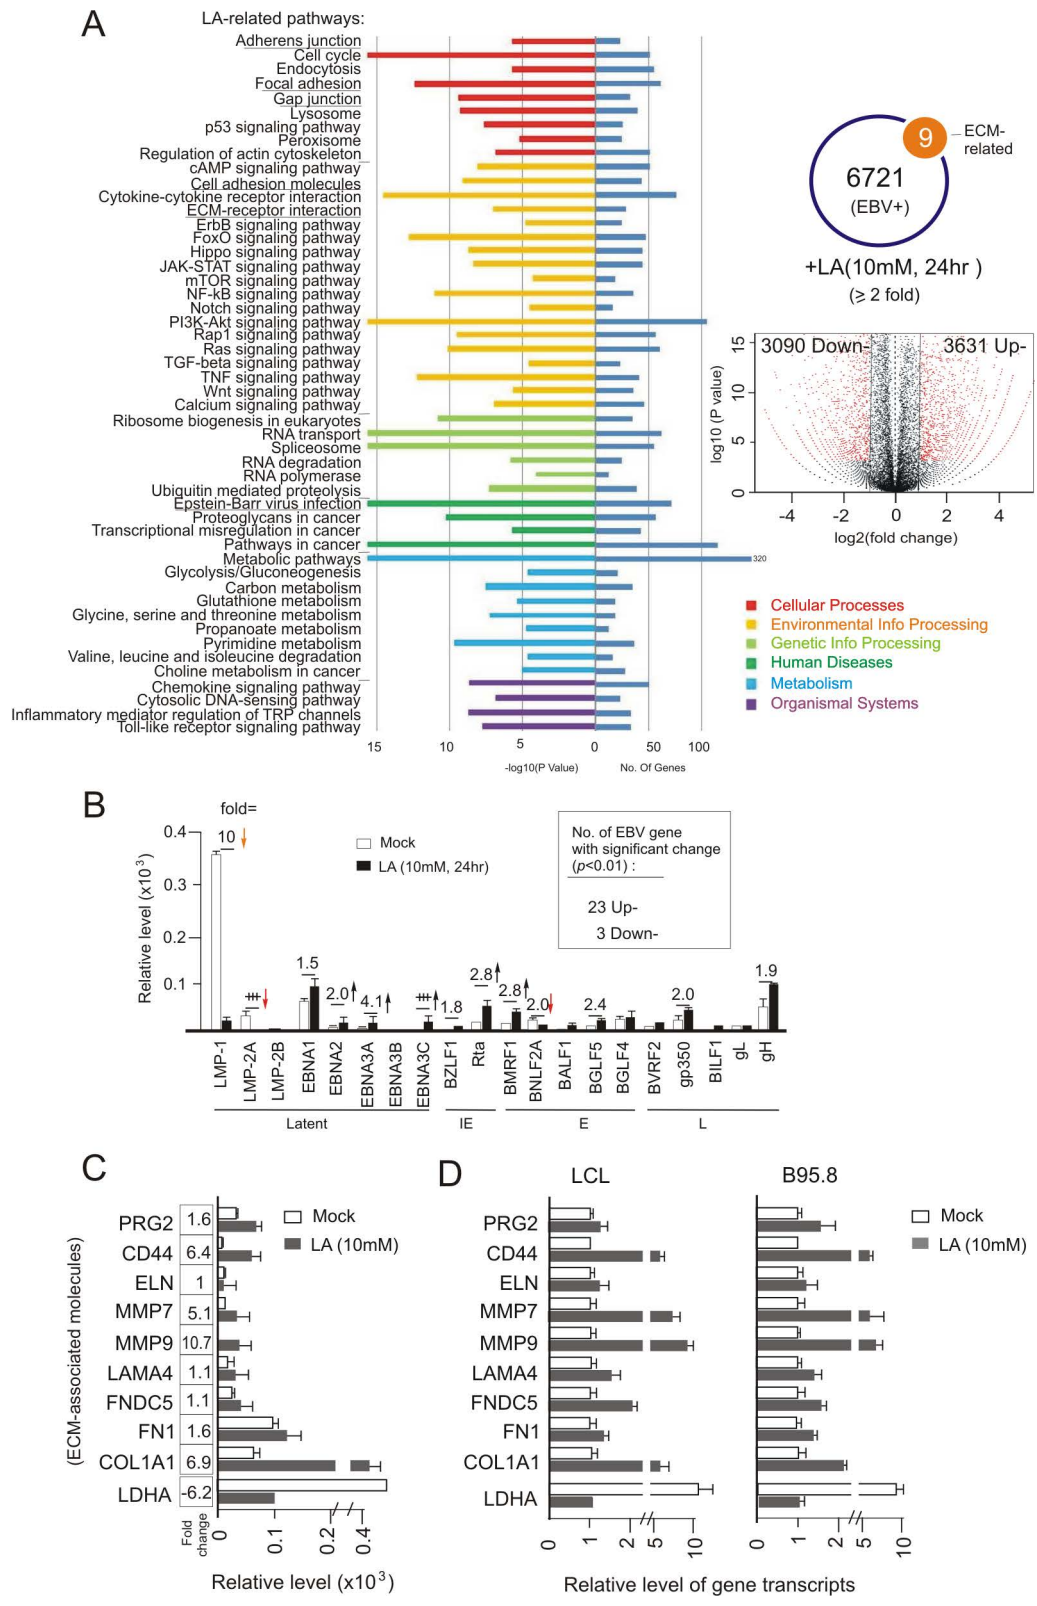 A
LA-related pathways:
Adherens junction
Cell cycle
Endocytosis
Focal adhesion
Gap junction
Lysosome
p53 signaling pathway
Peroxisome
Regulation of actin cytoskeleton
cAMP signaling pathway
Cell adhesion molecules
Cytokine-cytokine receptor interaction
ECM-receptor interaction
ErbB signaling pathway
FoxO signaling pathway
Hippo signaling pathway
JAK-STAT signaling pathway
mTOR signaling pathway
NF-kB signaling pathway
Notch signaling pathway
PI3K-Akt signaling pathway
Rap1 signaling pathway
Ras signaling pathway
TGF-beta signaling pathway
TNF signaling pathway
Wnt signaling pathway
Calcium signaling pathway
Ribosome biogenesis in eukaryotes
RNA transport
Spliceosome
RNA degradation
RNA polymerase
Ubiquitin mediated proteolysis
Epstein-Barr virus infection
Proteoglycans in cancer
Transcriptional misregulation in cancer
Pathways in cancer
Metabolic pathways
Glycolysis/Gluconeogenesis
Carbon metabolism
Glutathione metabolism
Glycine, serine and threonine metabolism
Propanoate metabolism
Pyrimidine metabolism
Valine, leucine and isoleucine degradation
Choline metabolism in cancer
Chemokine signaling pathway
Cytosolic DNA-sensing pathway
Inflammatory mediator regulation of TRP channels
Toll-like receptor signaling pathway
320
15 10 5 0 50 100
-log10(P Value) No. Of Genes
9
ECM-
related
6721
(EBV+)
+LA(10mM, 24hr )
(≥ 2 fold)
3090 Down- 3631 Up-
log10 (P value)
15
10
5
0
-4 -2 0 2 4
log2(fold change)
Cellular Processes
Environmental Info Processing
Genetic Info Processing
Human Diseases
Metabolism
Organismal Systems
B
fold=
Relative level (x10³)
0.4
0.3
0.2
0.1
Mock
LA (10mM, 24hr)
No. of EBV gene
with significant change
(p<0.01) :
23 Up-
3 Down-
10 ǂǂ 1.5 2.0 4.1 ǂǂ 1.8 2.8 2.8 2.0 2.4 2.0 1.9
LMP-1 LMP-2A LMP-2B EBNA1 EBNA2 EBNA3A EBNA3B EBNA3C BZLF1 Rta BMRF1 BNLF2A BALF1 BGLF5 BGLF4 BVRF2 gp350 BILF1 gL gH
Latent IE E L
C
(ECM-associated molecules)
PRG2 1.6
CD44 6.4
ELN 1
MMP7 5.1
MMP9 10.7
LAMA4 1.1
FNDC5 1.1
FN1 1.6
COL1A1 6.9
LDHA -6.2
Fold
change
Mock
LA (10mM)
0 0.1 0.2 0.4
Relative level (x10³)
D
LCL B95.8
PRG2
CD44
ELN
MMP7
MMP9
LAMA4
FNDC5
FN1
COL1A1
LDHA
Mock
LA (10mM)
0 1 2 5 10 0 1 2 5 10
Relative level of gene transcripts